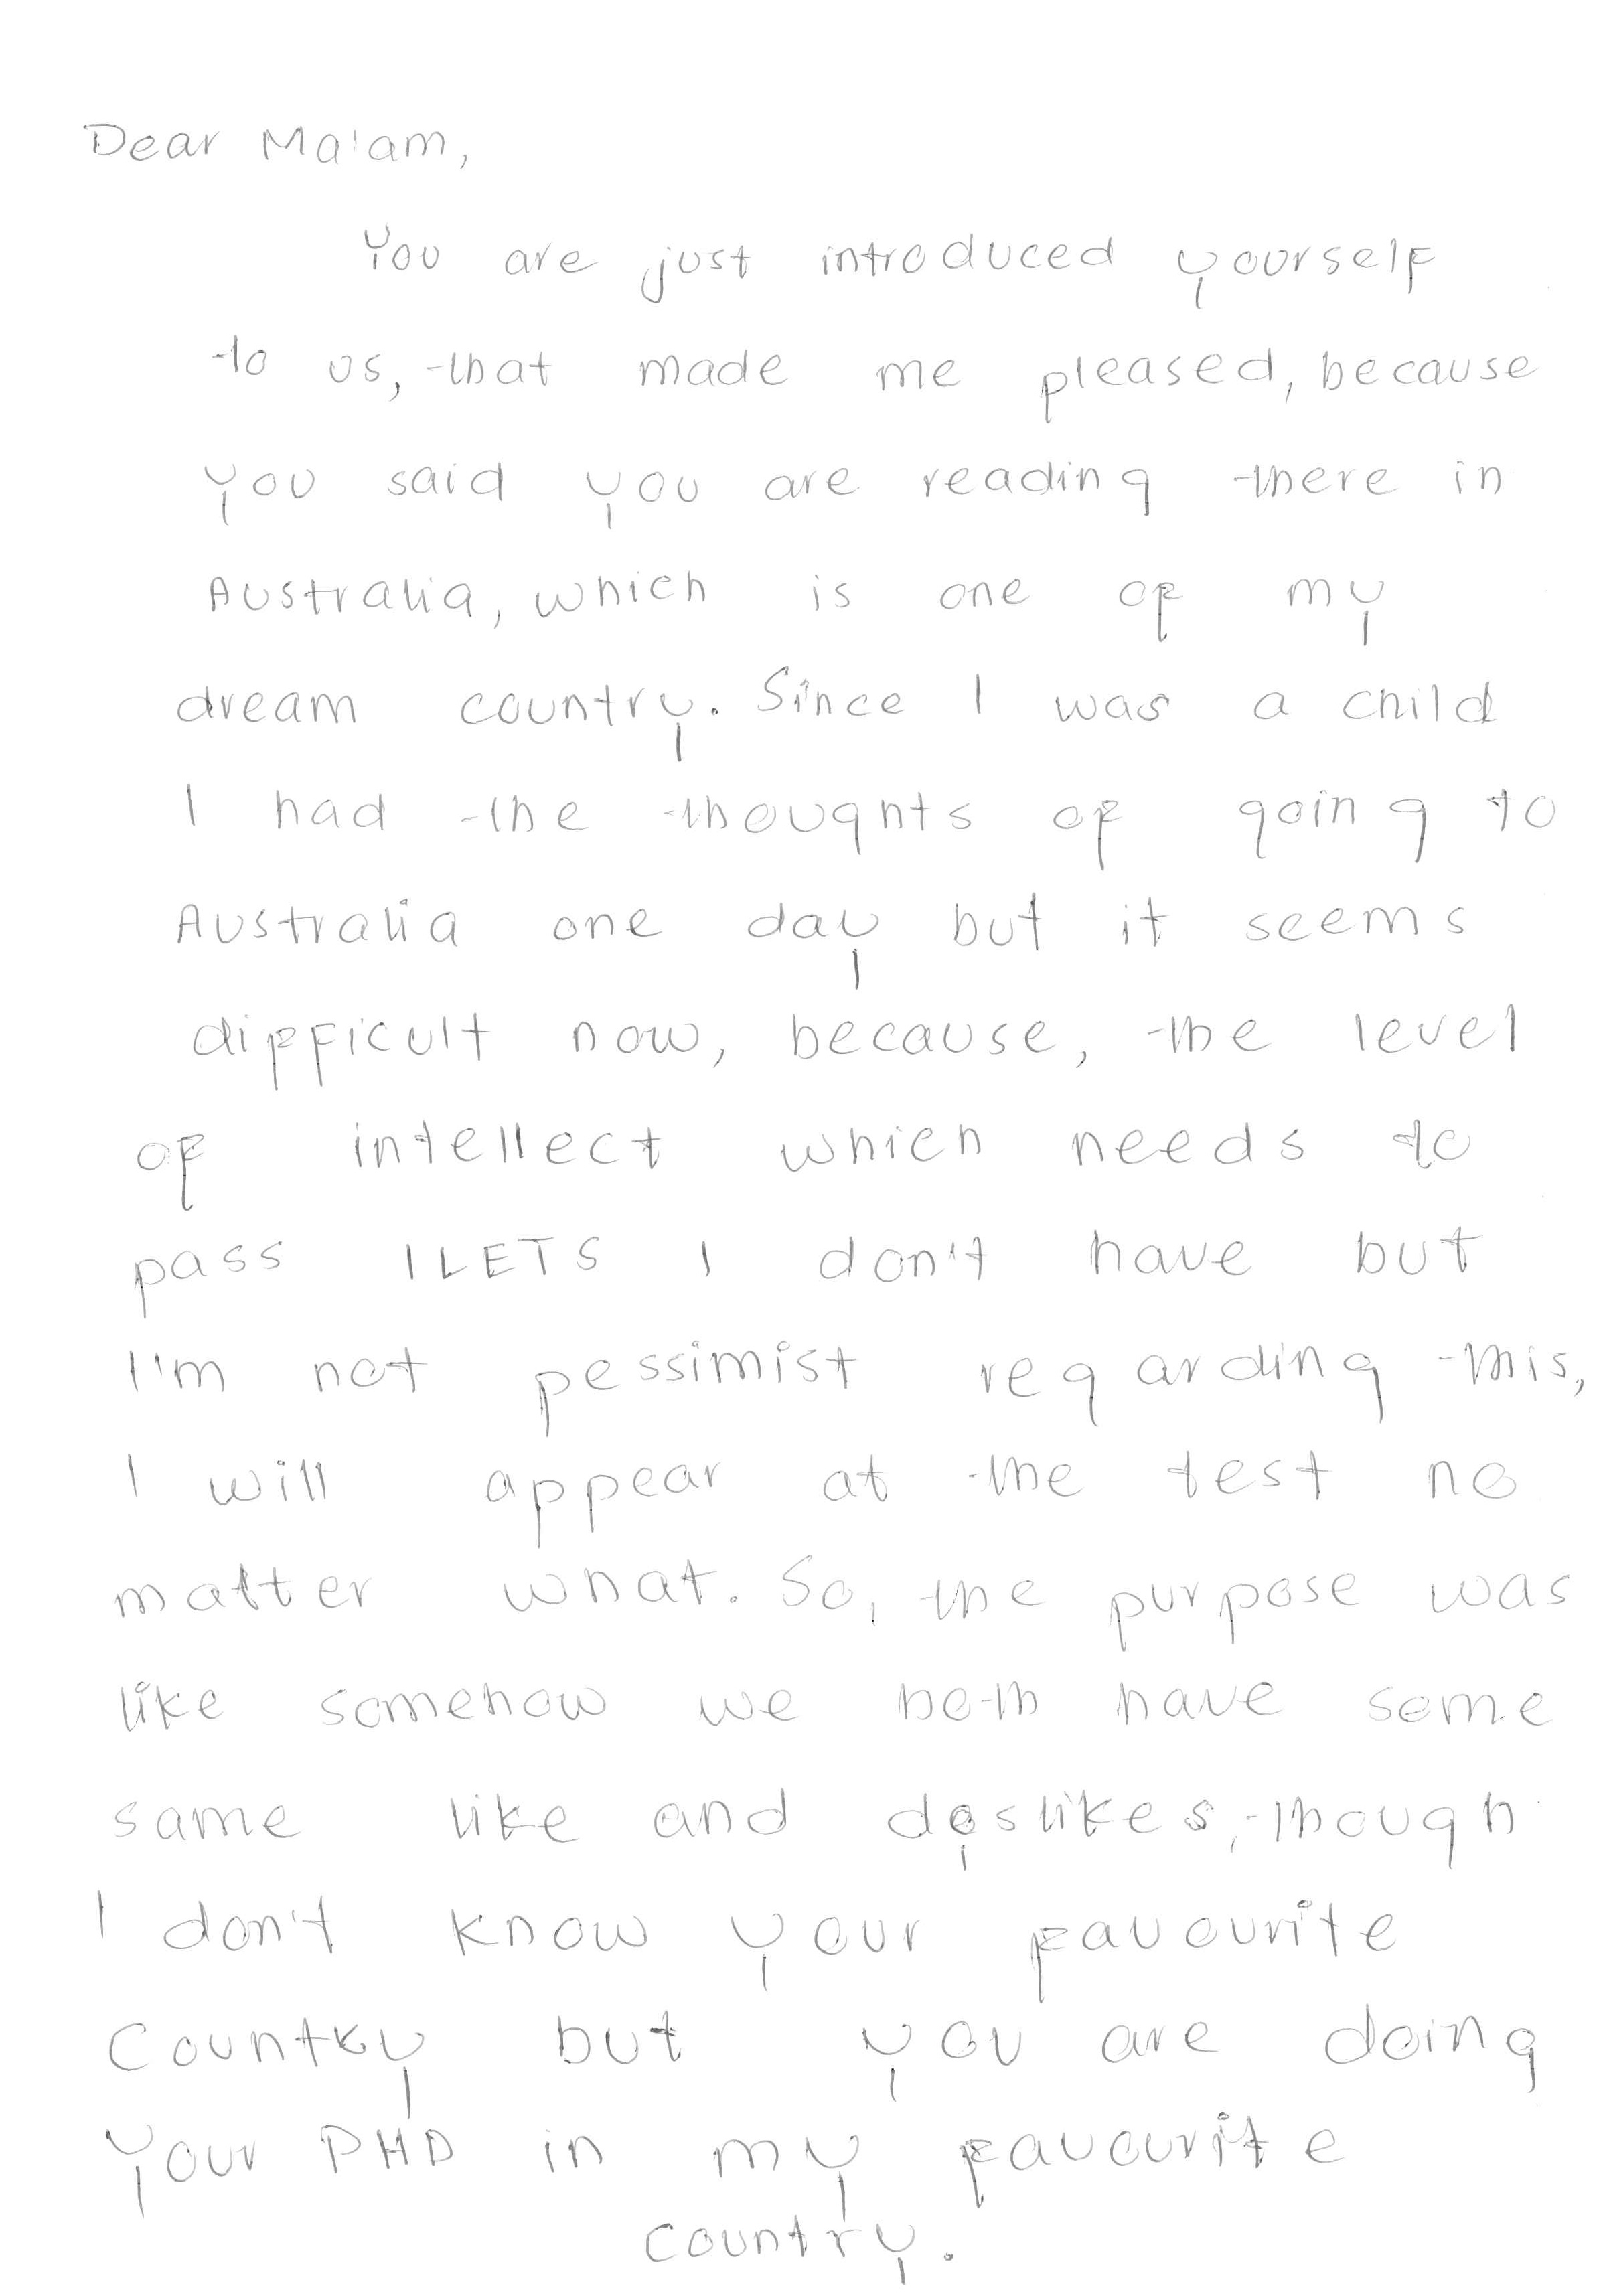 Dear Ma'am,
You are just introduced yourself
to us, that made me pleased, because
you said you are reading there in
Australia, which is one of my
dream country. Since I was a child
I had the thoughts of going to
Australia one day but it seems
difficult now, because, the level
of intellect which needs to
pass ILETS I don't have but
I'm not pessimist regarding this,
I will appear at the test no
matter what. So, the purpose was
like somehow we both have some
same like and deslikes, though
I don't know your favourite
Country but you are doing
your PHD in my favourite
country.